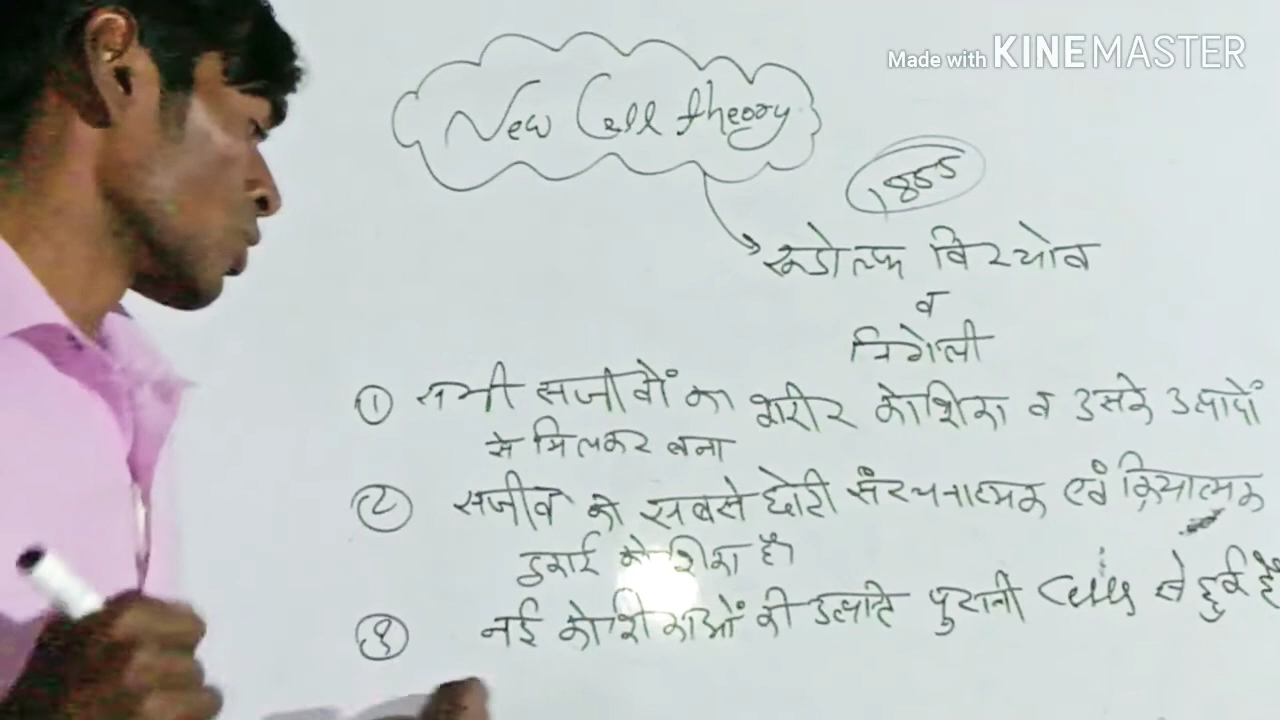 Made with KINEMASTER
New Cell theory
1855
रूडोल्फ विरचोव
व
निगेली
① सभी सजीवों का शरीर कोशिका व उसके उत्पादों
से मिलकर बना
② सजीव की सबसे छोटी संरचनात्मक एवं क्रियात्मक
इकाई कोशिका है।
③ नई कोशिकाओं की उत्पति पुरानी Cells से हुई है